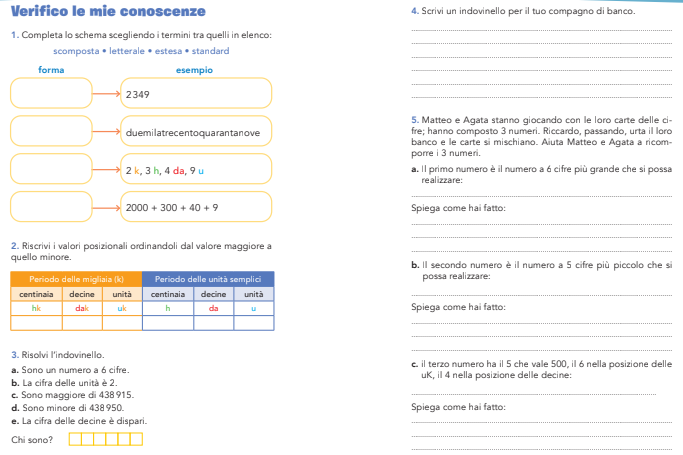 Verifico le mie conoscenze
1. Completa lo schema scegliendo i termini tra quelli in elenco:
scomposta • letterale • estesa • standard
forma esempio
2349
duemilatrecentoquarantanove
2 k, 3 h, 4 da, 9 u
2000 + 300 + 40 + 9
2. Riscrivi i valori posizionali ordinandoli dal valore maggiore a
quello minore.
Periodo delle migliaia (k) Periodo delle unità semplici
centinaia decine unità centinaia decine unità
hk dak uk h da u
3. Risolvi l'indovinello.
a. Sono un numero a 6 cifre.
b. La cifra delle unità è 2.
c. Sono maggiore di 438915.
d. Sono minore di 438950.
e. La cifra delle decine è dispari.
Chi sono?
4. Scrivi un indovinello per il tuo compagno di banco.
5. Matteo e Agata stanno giocando con le loro carte delle ci-
fre; hanno composto 3 numeri. Riccardo, passando, urta il loro
banco e le carte si mischiano. Aiuta Matteo e Agata a ricom-
porre i 3 numeri.
a. Il primo numero è il numero a 6 cifre più grande che si possa
realizzare:
Spiega come hai fatto:
b. Il secondo numero è il numero a 5 cifre più piccolo che si
possa realizzare:
Spiega come hai fatto:
c. il terzo numero ha il 5 che vale 500, il 6 nella posizione delle
uK, il 4 nella posizione delle decine:
Spiega come hai fatto: